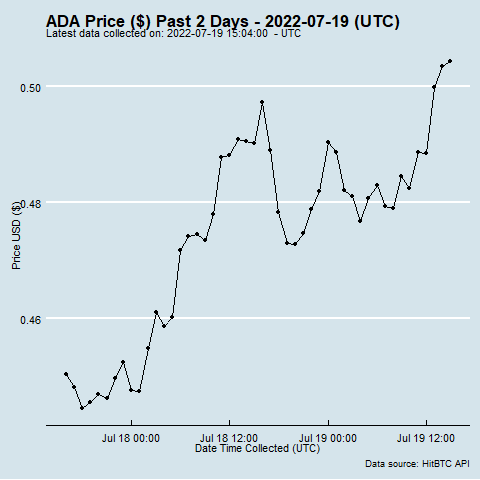 ADA Price ($) Past 2 Days - 2022-07-19 (UTC)
Latest data collected on: 2022-07-19 15:04:00 - UTC
0.50
0.48
0.46
Price USD ($)
Jul 18 00:00
Jul 18 12:00
Jul 19 00:00
Jul 19 12:00
Date Time Collected (UTC)
Data source: HitBTC API